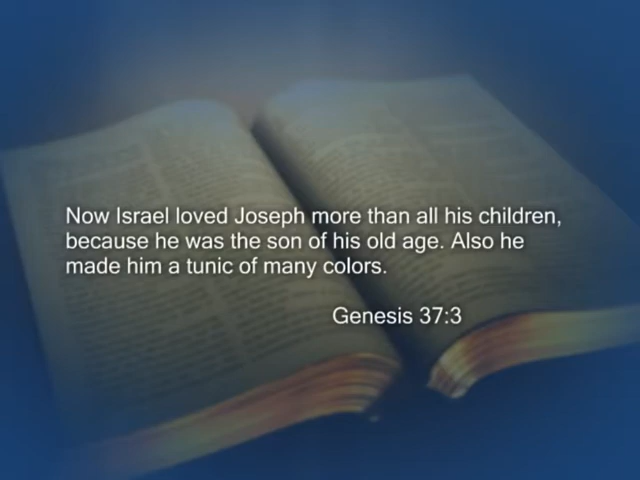 Now Israel loved Joseph more than all his children,
because he was the son of his old age. Also he
made him a tunic of many colors.
Genesis 37:3